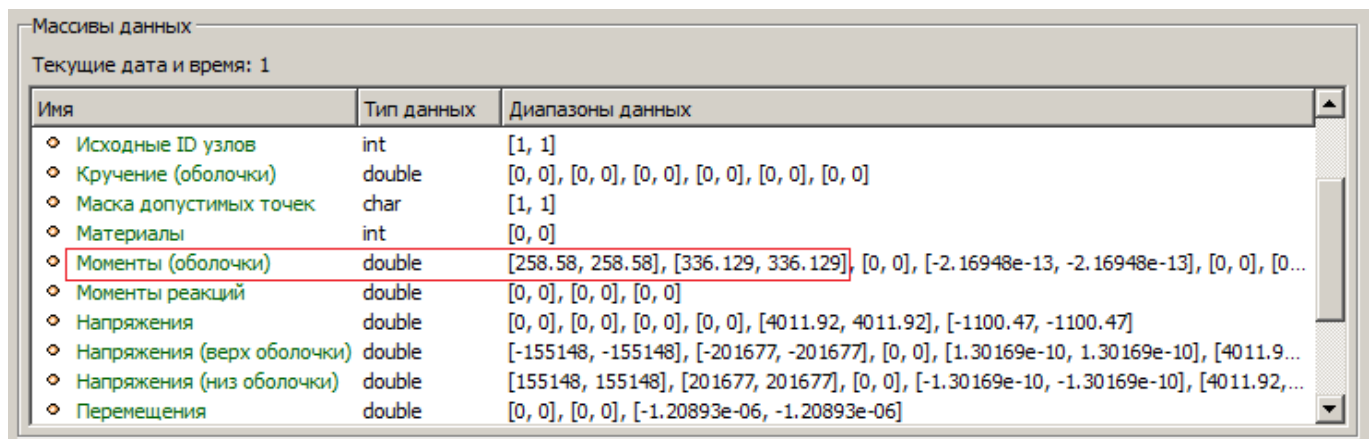 Массивы данных
Текущие дата и время: 1
Имя Тип данных Диапазоны данных
Исходные ID узлов int [1, 1]
Кручение (оболочки) double [0, 0], [0, 0], [0, 0], [0, 0], [0, 0], [0, 0]
Маска допустимых точек char [1, 1]
Материалы int [0, 0]
Моменты (оболочки) double [258.58, 258.58], [336.129, 336.129], [0, 0], [-2.16948e-13, -2.16948e-13], [0, 0], [0...
Моменты реакций double [0, 0], [0, 0], [0, 0]
Напряжения double [0, 0], [0, 0], [0, 0], [0, 0], [4011.92, 4011.92], [-1100.47, -1100.47]
Напряжения (верх оболочки) double [-155148, -155148], [-201677, -201677], [0, 0], [1.30169e-10, 1.30169e-10], [4011.9...
Напряжения (низ оболочки) double [155148, 155148], [201677, 201677], [0, 0], [-1.30169e-10, -1.30169e-10], [4011.92,...
Перемещения double [0, 0], [0, 0], [-1.20893e-06, -1.20893e-06]